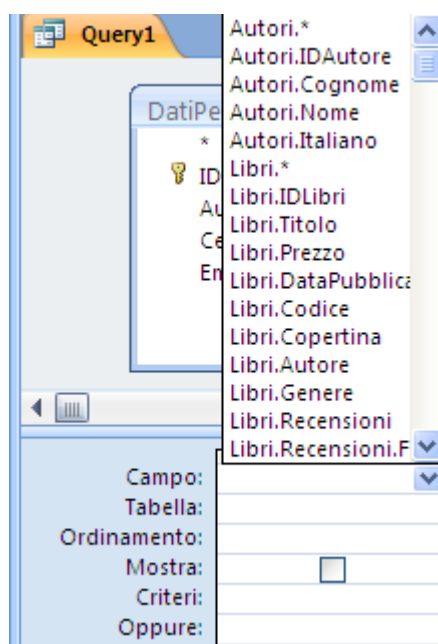 Query1
Autori.*
Autori.IDAutore
Autori.Cognome
Autori.Nome
Autori.Italiano
Libri.*
Libri.IDLibri
Libri.Titolo
Libri.Prezzo
Libri.DataPubblica
Libri.Codice
Libri.Copertina
Libri.Autore
Libri.Genere
Libri.Recensioni
Libri.Recensioni.F
DatiPe
*
ID
Au
Ce
Em
Campo:
Tabella:
Ordinamento:
Mostra:
Criteri:
Oppure: